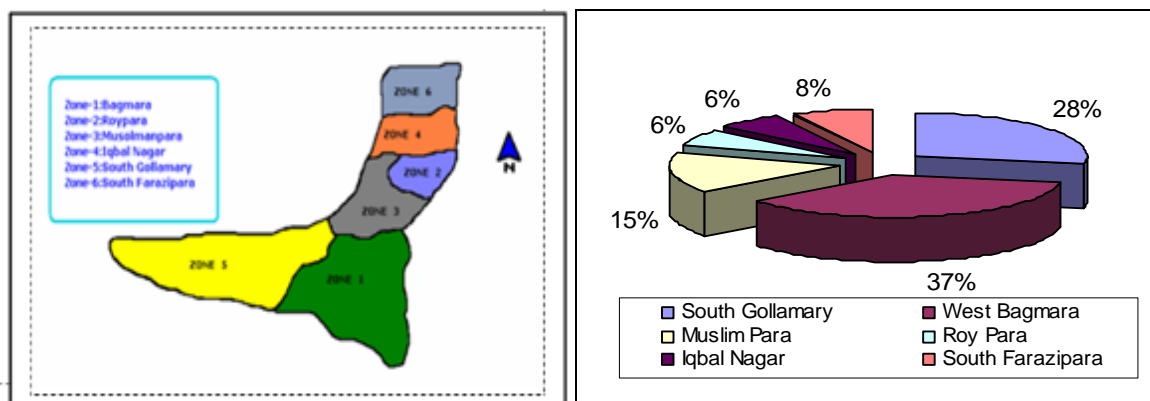 Zone-1:Bagmara
Zone-2:Roypara
Zone-3:Musolmanpara
Zone-4:Iqbal Nagar
Zone-5:South Gollamary
Zone-6:South Farazipara
ZONE 6
ZONE 4
ZONE 2
ZONE 3
ZONE 5
ZONE 1
N
28%
37%
15%
6%
6%
8%
South Gollamary
West Bagmara
Muslim Para
Roy Para
Iqbal Nagar
South Farazipara